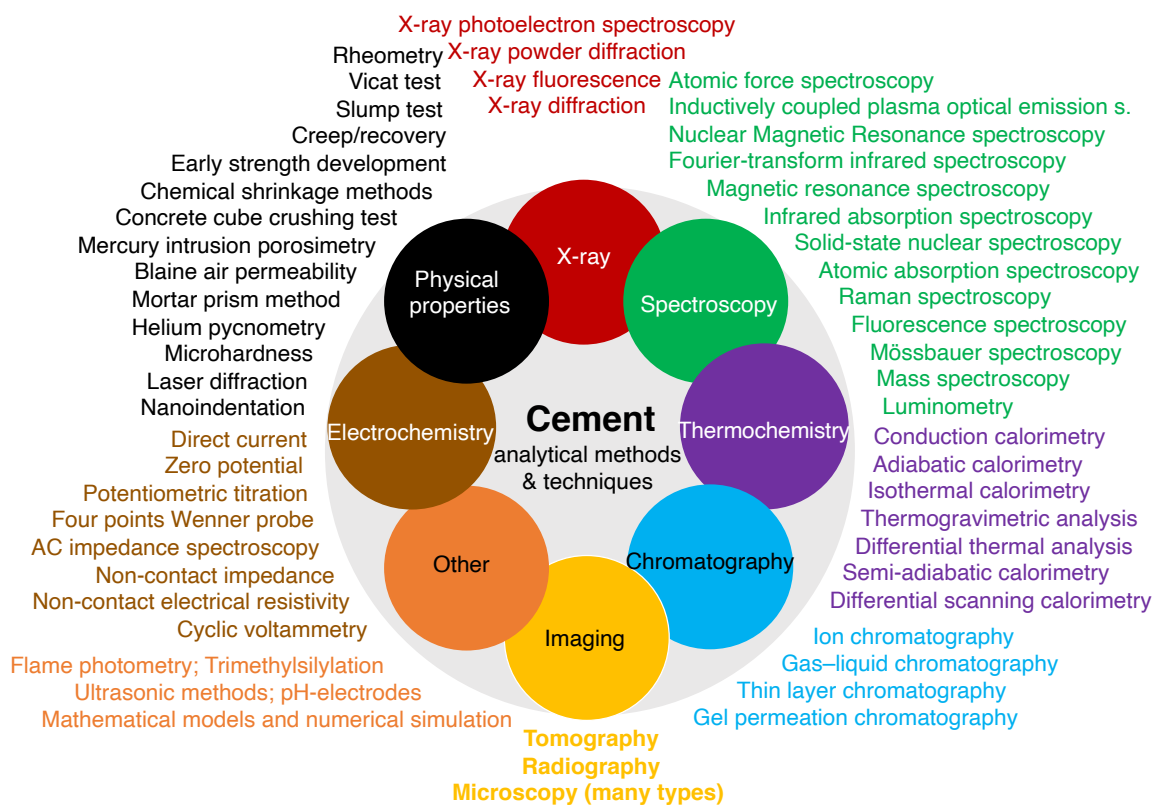 X-ray photoelectron spectroscopy
X-ray powder diffraction
X-ray fluorescence
X-ray diffraction
Rheometry
Vicat test
Slump test
Creep/recovery
Early strength development
Chemical shrinkage methods
Concrete cube crushing test
Mercury intrusion porosimetry
Blaine air permeability
Mortar prism method
Helium pycnometry
Microhardness
Laser diffraction
Nanoindentation
Atomic force spectroscopy
Inductively coupled plasma optical emission s.
Nuclear Magnetic Resonance spectroscopy
Fourier-transform infrared spectroscopy
Magnetic resonance spectroscopy
Infrared absorption spectroscopy
Solid-state nuclear spectroscopy
Atomic absorption spectroscopy
Raman spectroscopy
Fluorescence spectroscopy
Mössbauer spectroscopy
Mass spectroscopy
Luminometry
X-ray
Physical
properties
Spectroscopy
Electrochemistry
Cement
analytical methods
& techniques
Thermochemistry
Other
Chromatography
Imaging
Direct current
Zero potential
Potentiometric titration
Four points Wenner probe
AC impedance spectroscopy
Non-contact impedance
Non-contact electrical resistivity
Cyclic voltammetry
Conduction calorimetry
Adiabatic calorimetry
Isothermal calorimetry
Thermogravimetric analysis
Differential thermal analysis
Semi-adiabatic calorimetry
Differential scanning calorimetry
Flame photometry; Trimethylsilylation
Ultrasonic methods; pH-electrodes
Mathematical models and numerical simulation
Ion chromatography
Gas–liquid chromatography
Thin layer chromatography
Gel permeation chromatography
Tomography
Radiography
Microscopy (many types)